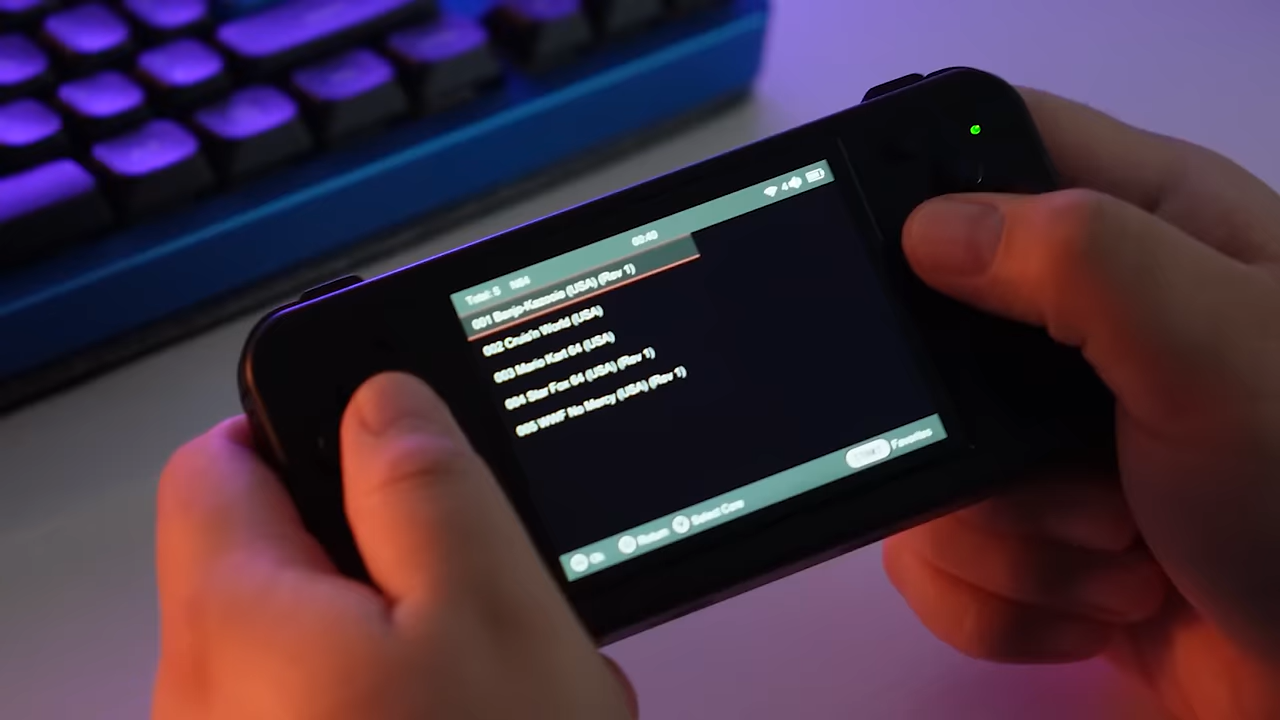 Total: 5 N64 00:40 4
001 Banjo-Kazooie (USA) (Rev 1)
002 Cruis'n World (USA)
003 Mario Kart 64 (USA)
004 Star Fox 64 (USA) (Rev 1)
005 WWF No Mercy (USA) (Rev 1)
Ok Return Select Core Favorites